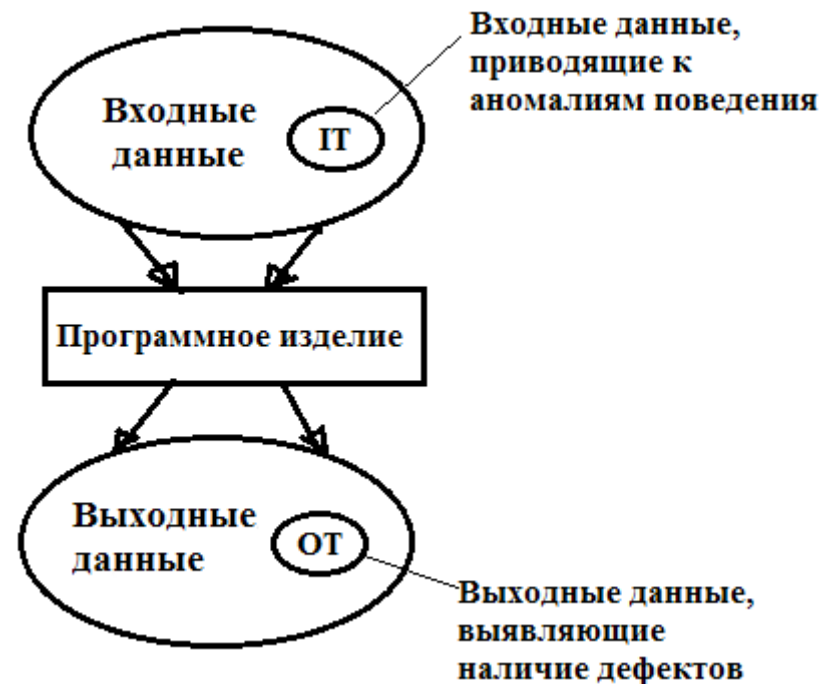 Входные данные,
приводящие к
аномалиям поведения
Входные
данные
IT
Программное изделие
Выходные
данные
OT
Выходные данные,
выявляющие
наличие дефектов